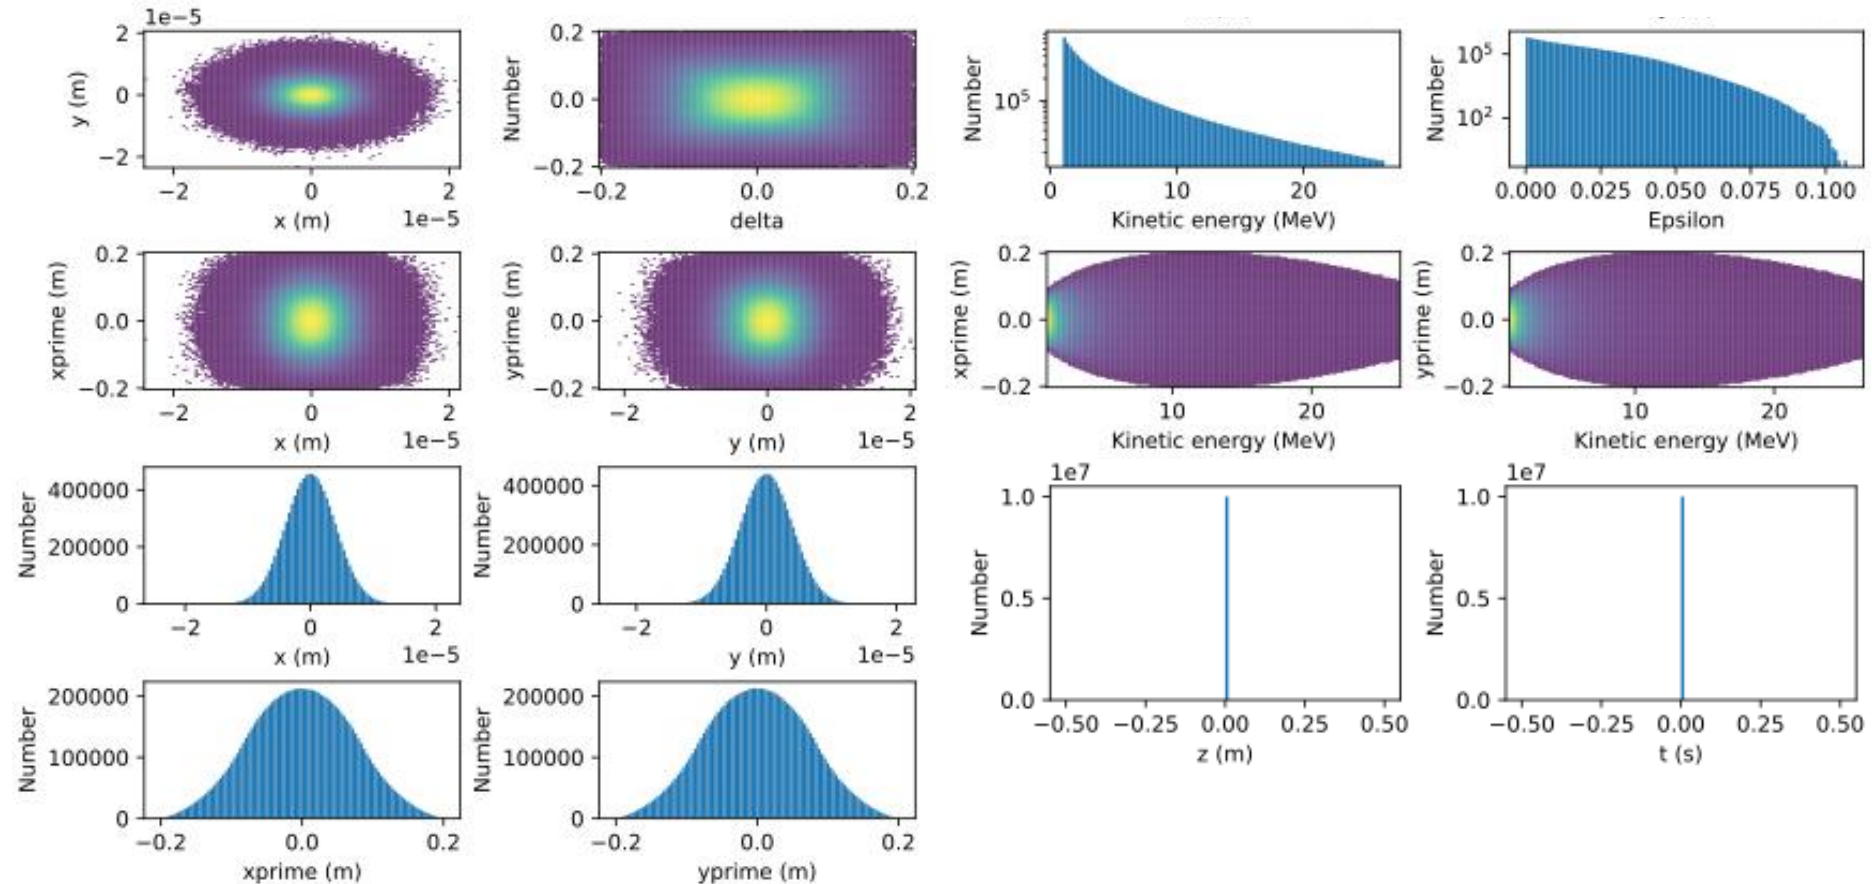 1e−5
2
0
−2
y (m)
−2
0
2
x (m)
1e−5
0.2
0.0
−0.2
Number
−0.2
0.0
0.2
delta
10^5
Number
0
10
20
Kinetic energy (MeV)
10^5
10^2
Number
0.000
0.025
0.050
0.075
0.100
Epsilon
0.2
0.0
−0.2
xprime (m)
−2
0
2
x (m)
1e−5
0.2
0.0
−0.2
yprime (m)
−2
0
2
y (m)
1e−5
0.2
0.0
−0.2
xprime (m)
10
20
Kinetic energy (MeV)
0.2
0.0
−0.2
yprime (m)
10
20
Kinetic energy (MeV)
400000
200000
0
Number
−2
0
2
x (m)
1e−5
400000
200000
0
Number
−2
0
2
y (m)
1e−5
1e7
1.0
0.5
0.0
Number
−0.50
−0.25
0.00
0.25
0.50
z (m)
1e7
1.0
0.5
0.0
Number
−0.50
−0.25
0.00
0.25
0.50
t (s)
200000
100000
0
Number
−0.2
0.0
0.2
xprime (m)
200000
100000
0
Number
−0.2
0.0
0.2
yprime (m)